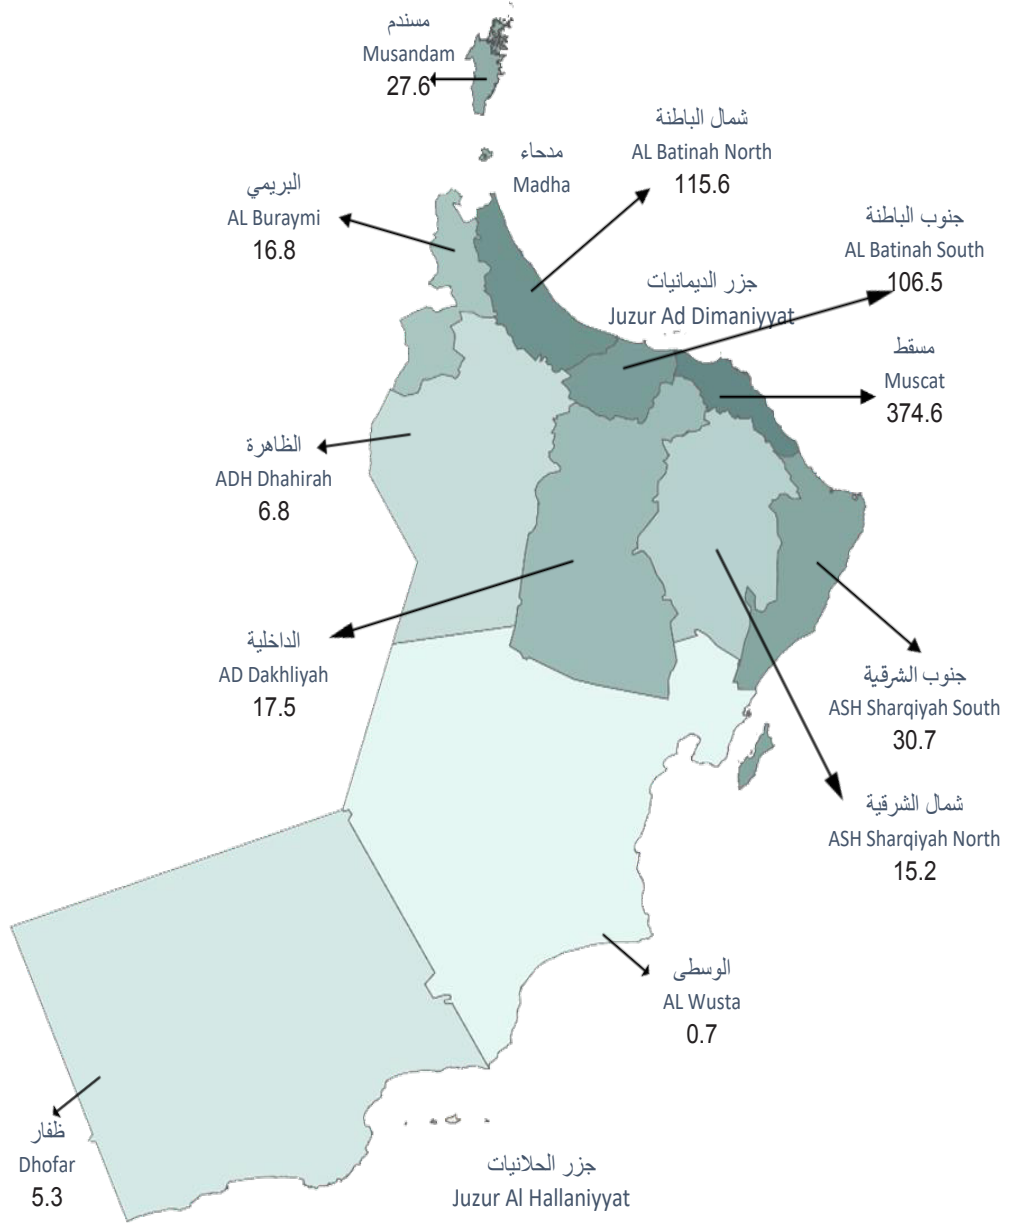 مسندم
Musandam
27.6
شمال الباطنة
AL Batinah North
115.6
مدحاء
Madha
البريمي
AL Buraymi
16.8
جنوب الباطنة
AL Batinah South
106.5
جزر الديمانيات
Juzur Ad Dimaniyyat
مسقط
Muscat
374.6
الظاهرة
ADH Dhahirah
6.8
الداخلية
AD Dakhliyah
17.5
جنوب الشرقية
ASH Sharqiyah South
30.7
شمال الشرقية
ASH Sharqiyah North
15.2
الوسطى
AL Wusta
0.7
ظفار
Dhofar
5.3
جزر الحلانيات
Juzur Al Hallaniyyat